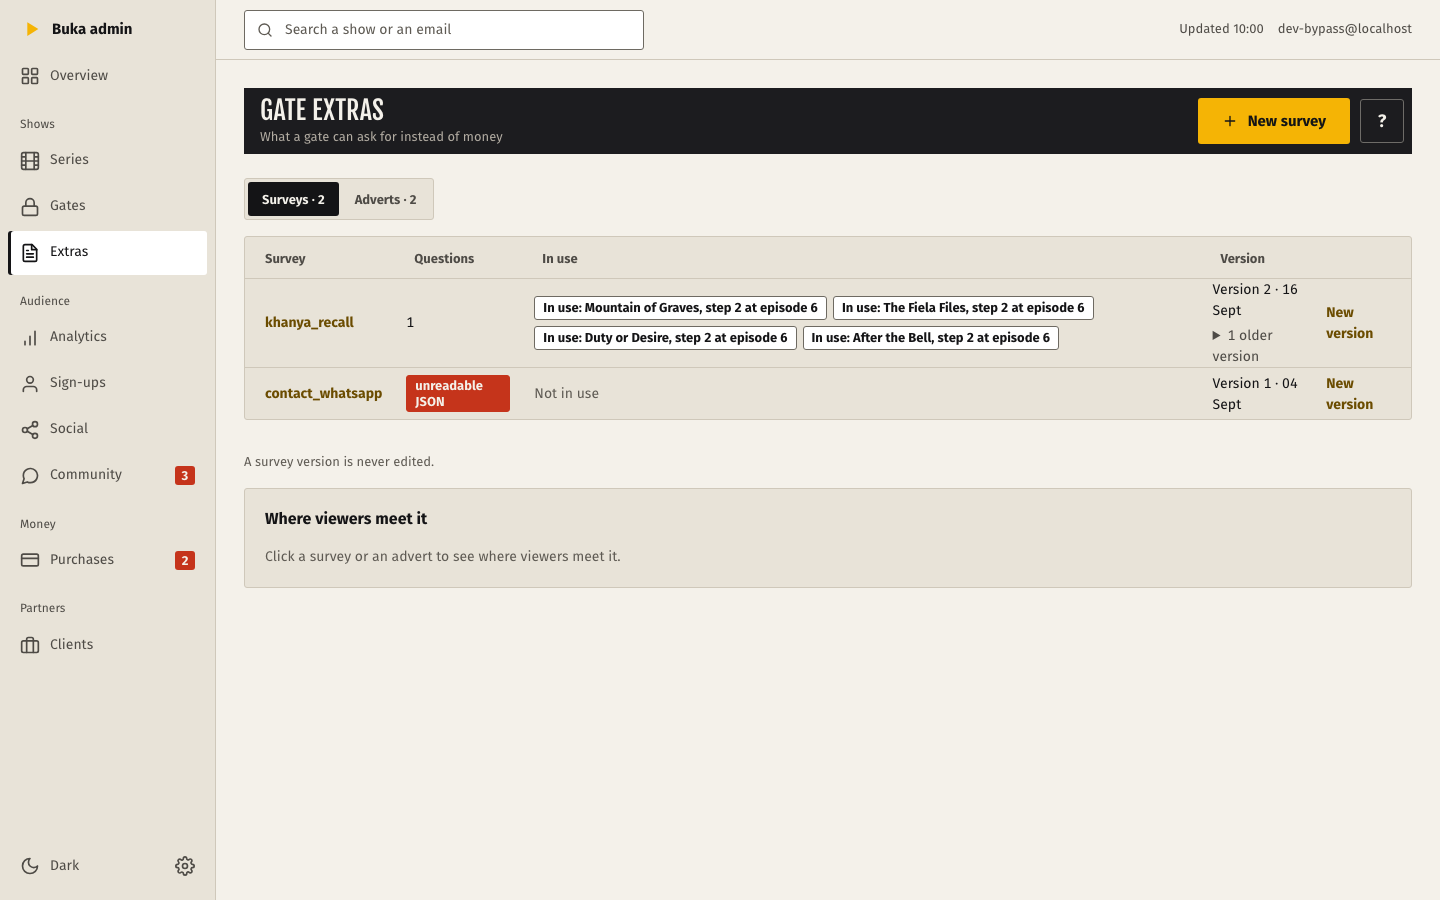 Buka admin
Search a show or an email
Updated 10:00
dev-bypass@localhost
Overview
Shows
Series
Gates
Extras
Audience
Analytics
Sign-ups
Social
Community
3
Money
Purchases
2
Partners
Clients
Dark
GATE EXTRAS
What a gate can ask for instead of money
+ New survey
?
Surveys · 2
Adverts · 2
Survey
Questions
In use
Version
khanya_recall
1
In use: Mountain of Graves, step 2 at episode 6
In use: The Fiela Files, step 2 at episode 6
In use: Duty or Desire, step 2 at episode 6
In use: After the Bell, step 2 at episode 6
Version 2 · 16
Sept
1 older
version
New
version
contact_whatsapp
unreadable
JSON
Not in use
Version 1 · 04
Sept
New
version
A survey version is never edited.
Where viewers meet it
Click a survey or an advert to see where viewers meet it.